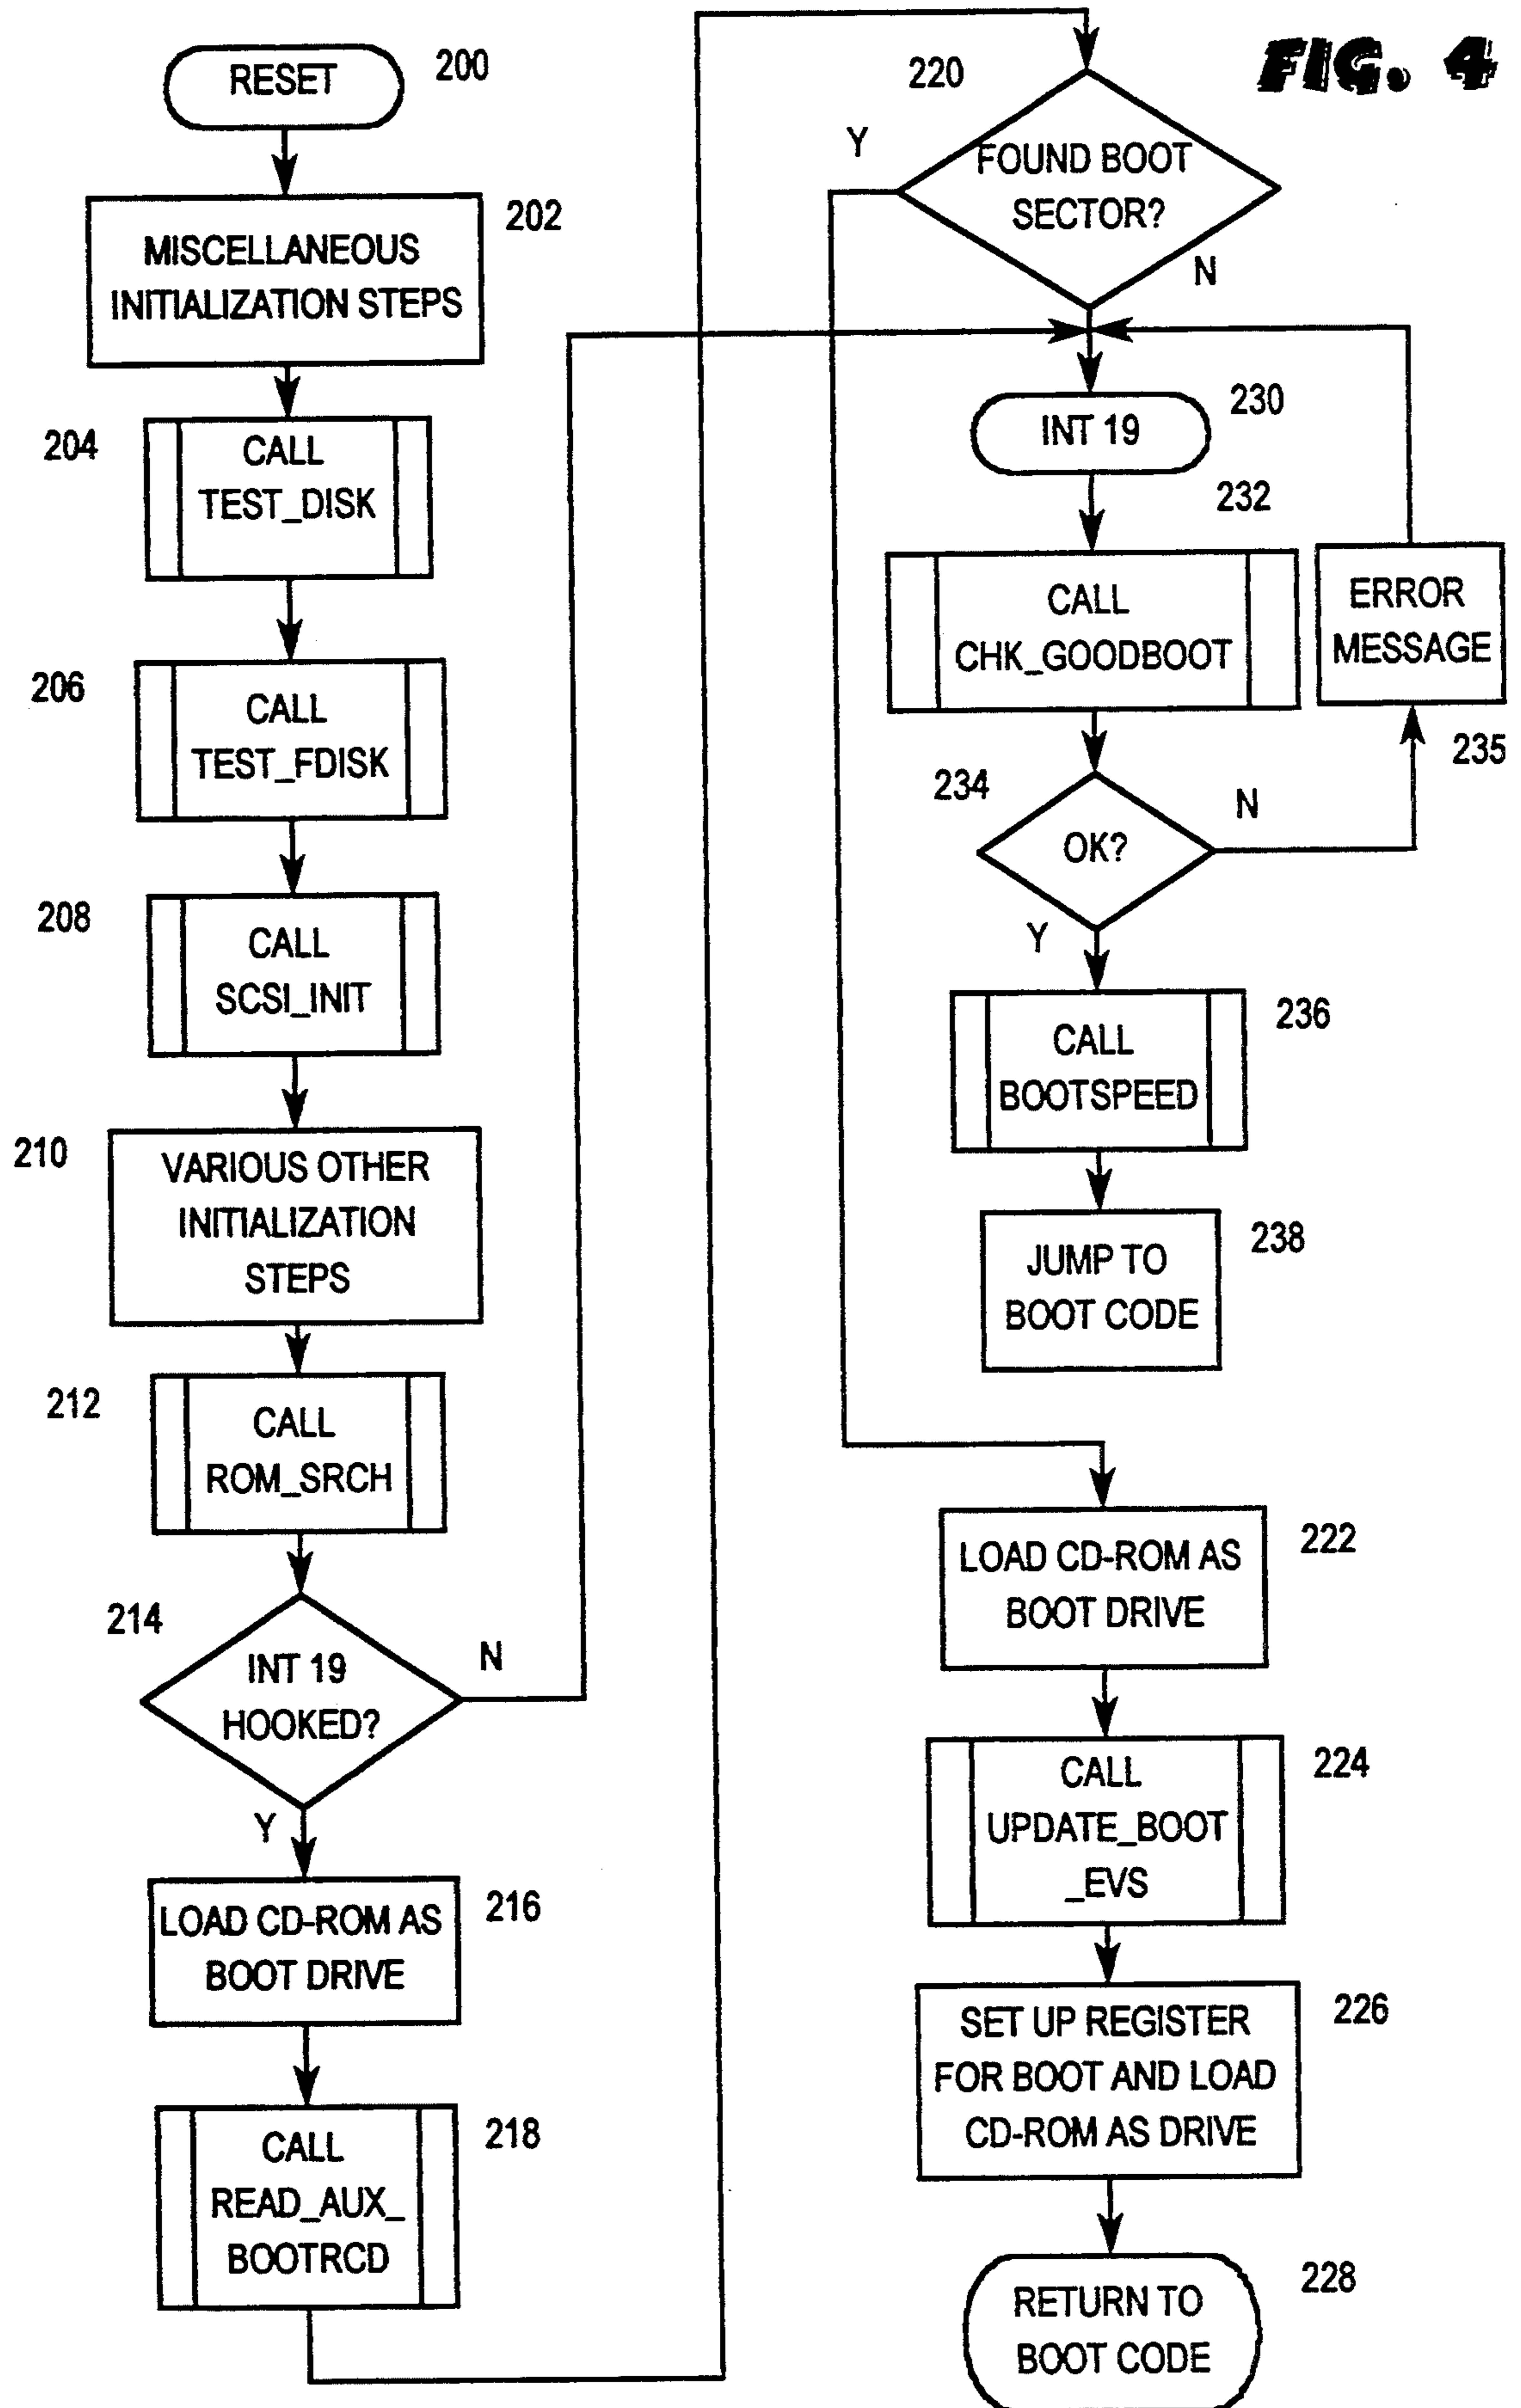 FIG. 4
RESET
200
MISCELLANEOUS
INITIALIZATION STEPS
202
204
CALL
TEST_DISK
206
CALL
TEST_FDISK
208
CALL
SCSI_INIT
210
VARIOUS OTHER
INITIALIZATION
STEPS
212
CALL
ROM_SRCH
214
INT 19
HOOKED?
N
Y
LOAD CD-ROM AS
BOOT DRIVE
216
CALL
READ_AUX_
BOOTRCD
218
220
Y
FOUND BOOT
SECTOR?
N
INT 19
230
232
CALL
CHK_GOODBOOT
ERROR
MESSAGE
235
234
OK?
N
Y
CALL
BOOTSPEED
236
JUMP TO
BOOT CODE
238
LOAD CD-ROM AS
BOOT DRIVE
222
CALL
UPDATE_BOOT
_EVS
224
SET UP REGISTER
FOR BOOT AND LOAD
CD-ROM AS DRIVE
226
RETURN TO
BOOT CODE
228